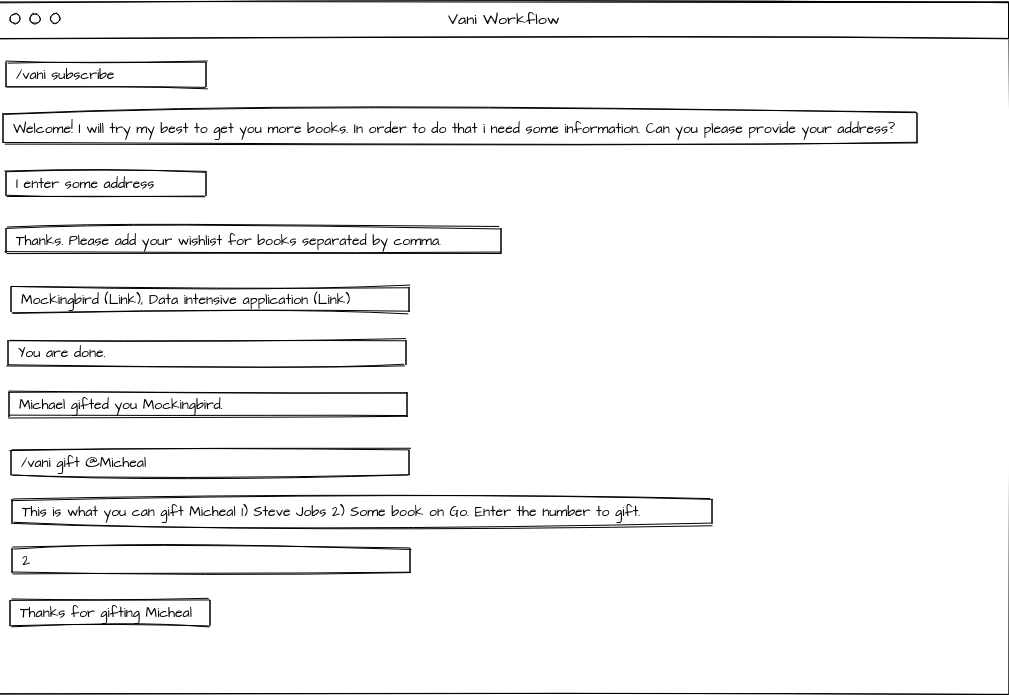 Vani Workflow
/vani subscribe
Welcome! I will try my best to get you more books. In order to do that i need some information. Can you please provide your address?
I enter some address
Thanks. Please add your wishlist for books separated by comma.
Mockingbird (Link), Data intensive application (Link)
You are done.
Michael gifted you Mockingbird.
/vani gift @Micheal
This is what you can gift Micheal 1) Steve Jobs 2) Some book on Go. Enter the number to gift.
2
Thanks for gifting Micheal